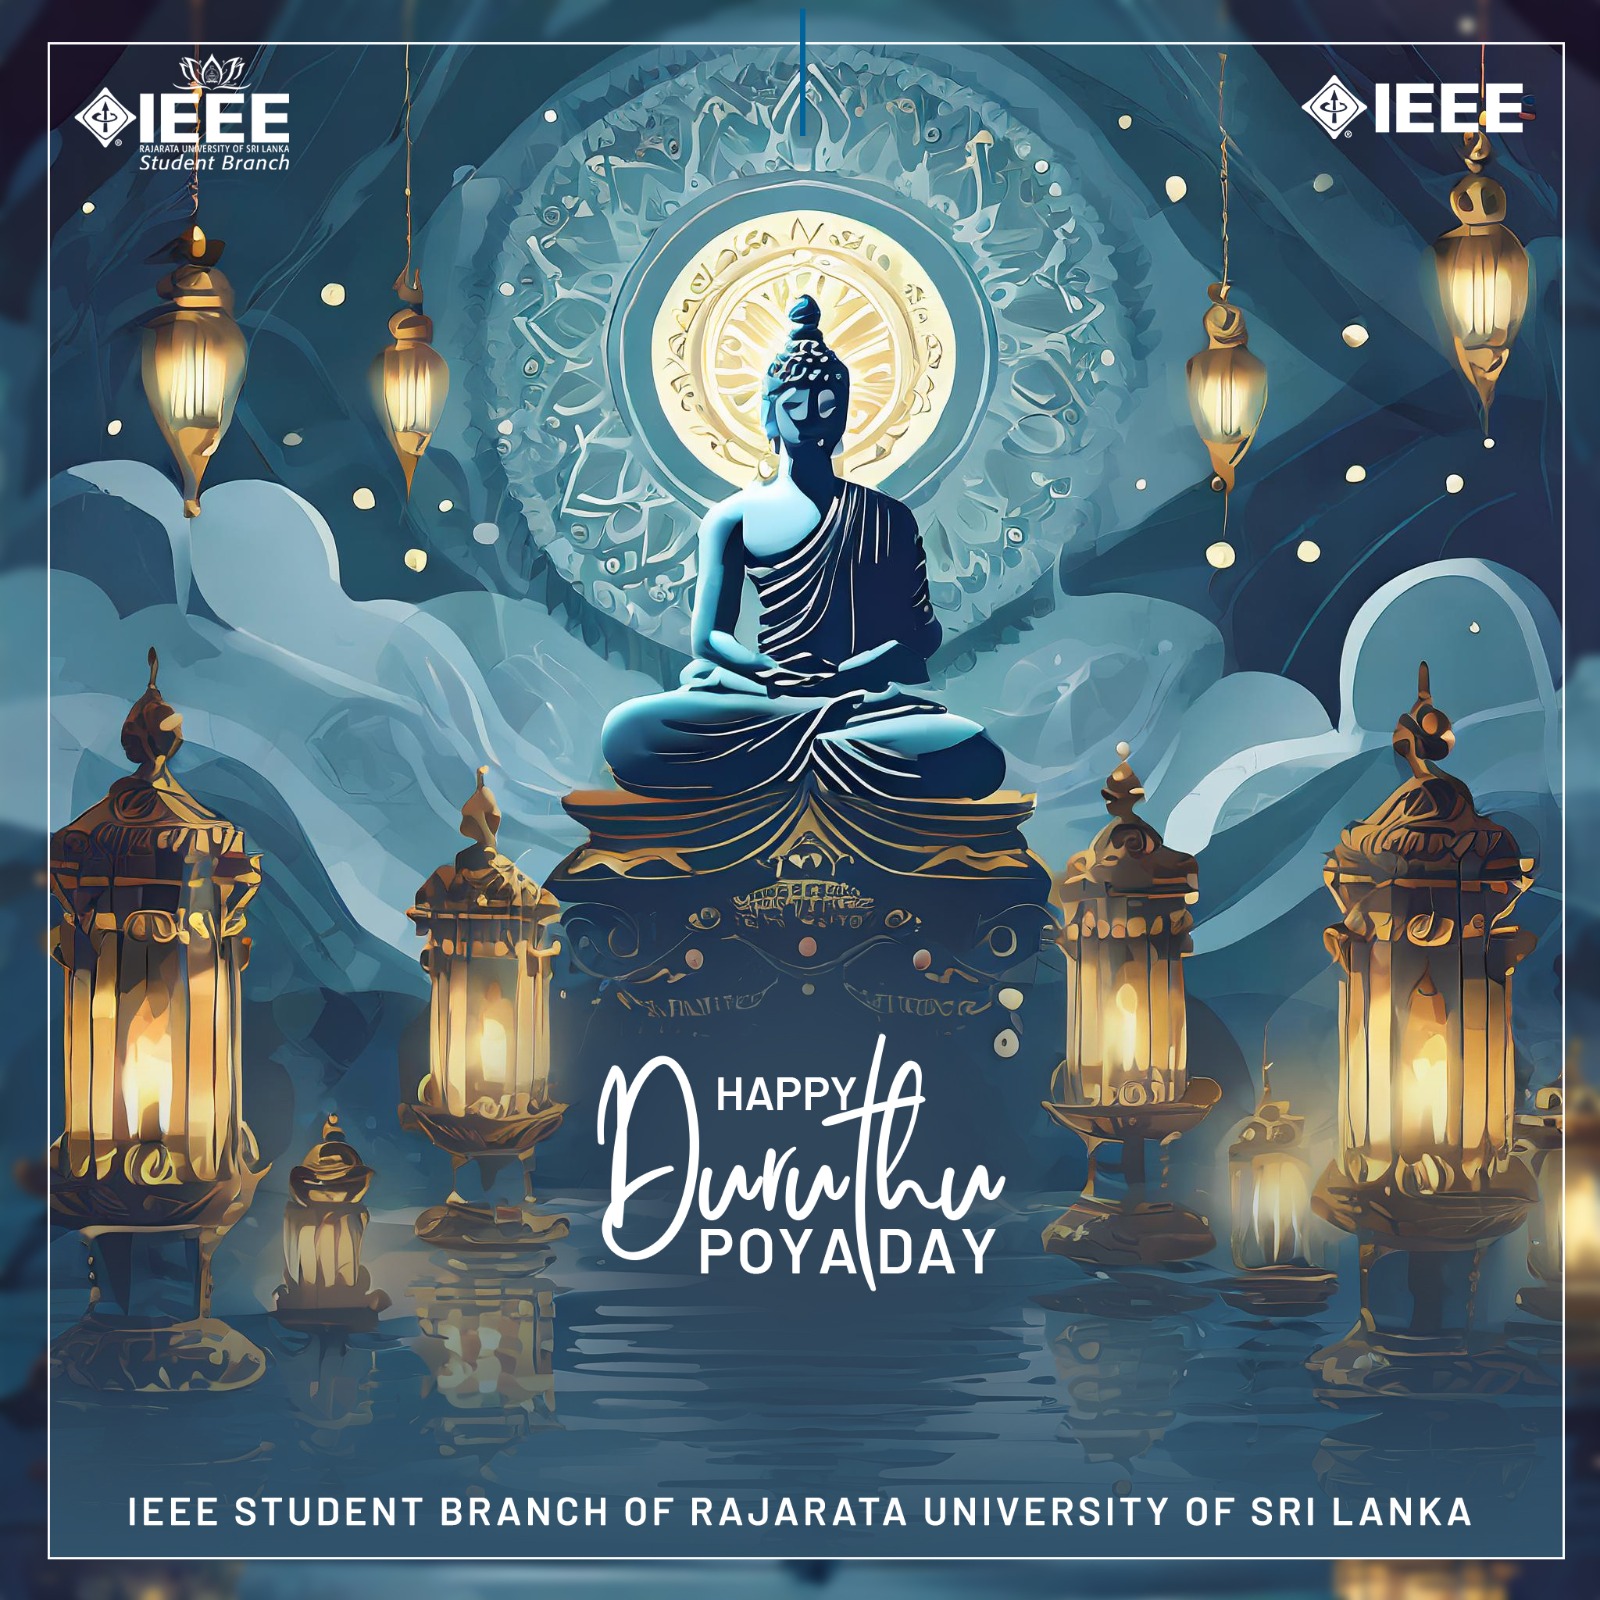 IEEE
RAJARATA UNIVERSITY OF SRI LANKA
Student Branch
IEEE
HAPPY
Duruthu
POYA DAY
IEEE STUDENT BRANCH OF RAJARATA UNIVERSITY OF SRI LANKA